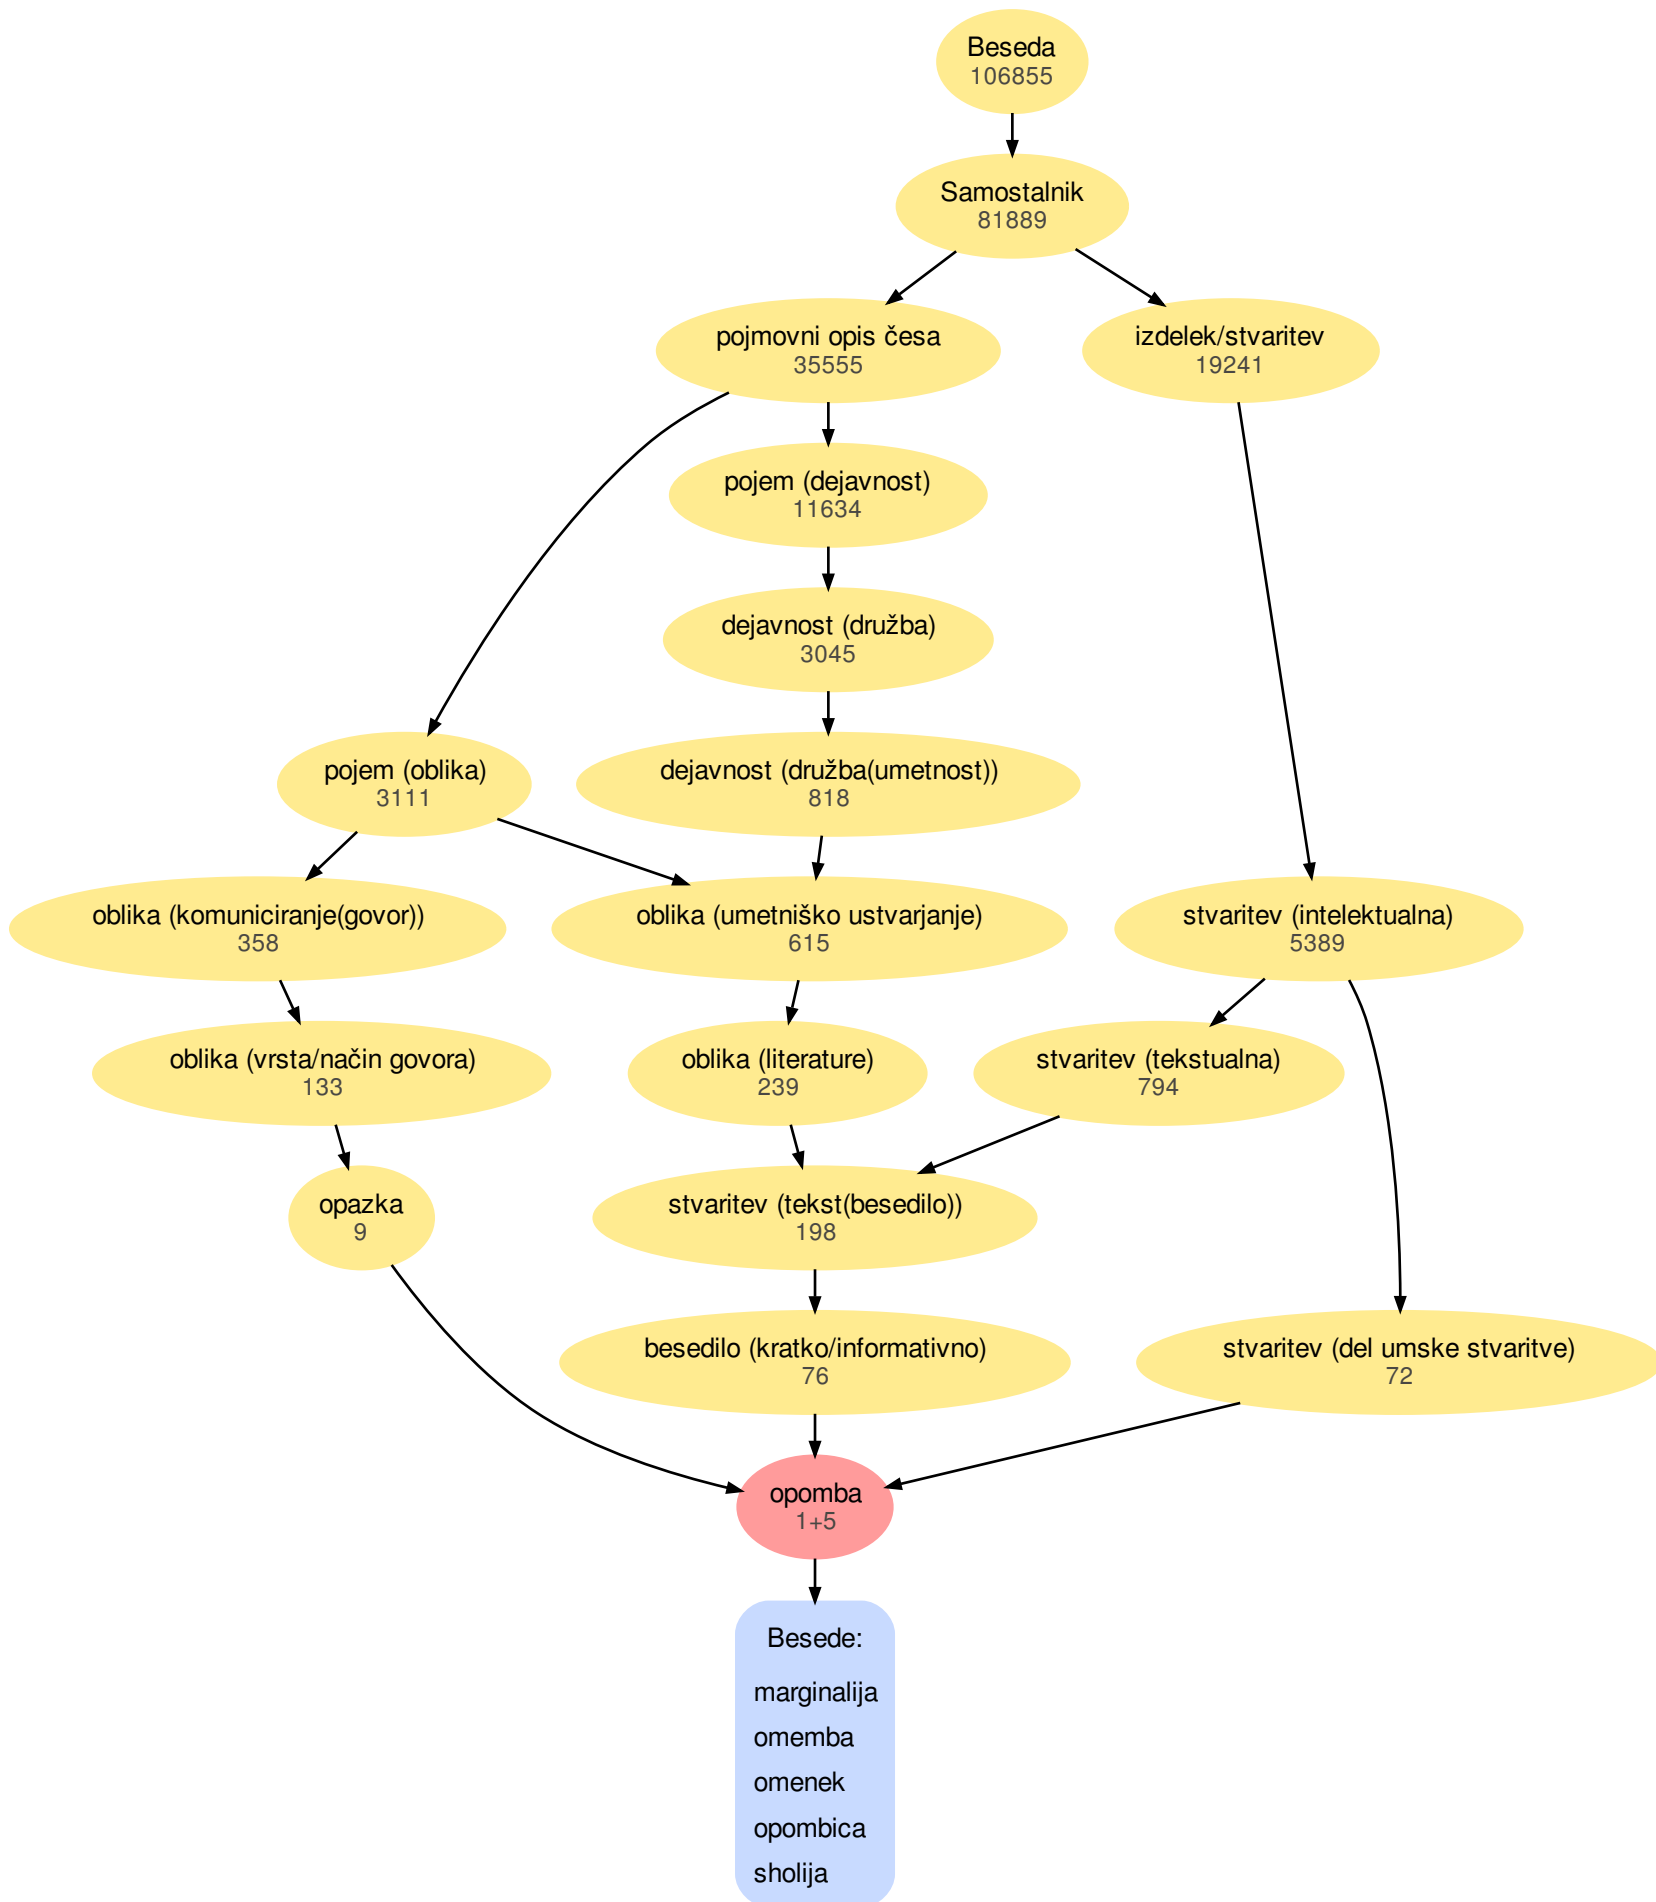 Beseda
106855
Samostalnik
81889
pojmovni opis česa
35555
izdelek/stvaritev
19241
pojem (dejavnost)
11634
dejavnost (družba)
3045
pojem (oblika)
3111
dejavnost (družba(umetnost))
818
oblika (komuniciranje(govor))
358
oblika (umetniško ustvarjanje)
615
stvaritev (intelektualna)
5389
oblika (vrsta/način govora)
133
oblika (literature)
239
stvaritev (tekstualna)
794
opazka
9
stvaritev (tekst(besedilo))
198
besedilo (kratko/informativno)
76
stvaritev (del umske stvaritve)
72
opomba
1+5
Besede:
marginalija
omemba
omenek
opombica
sholija